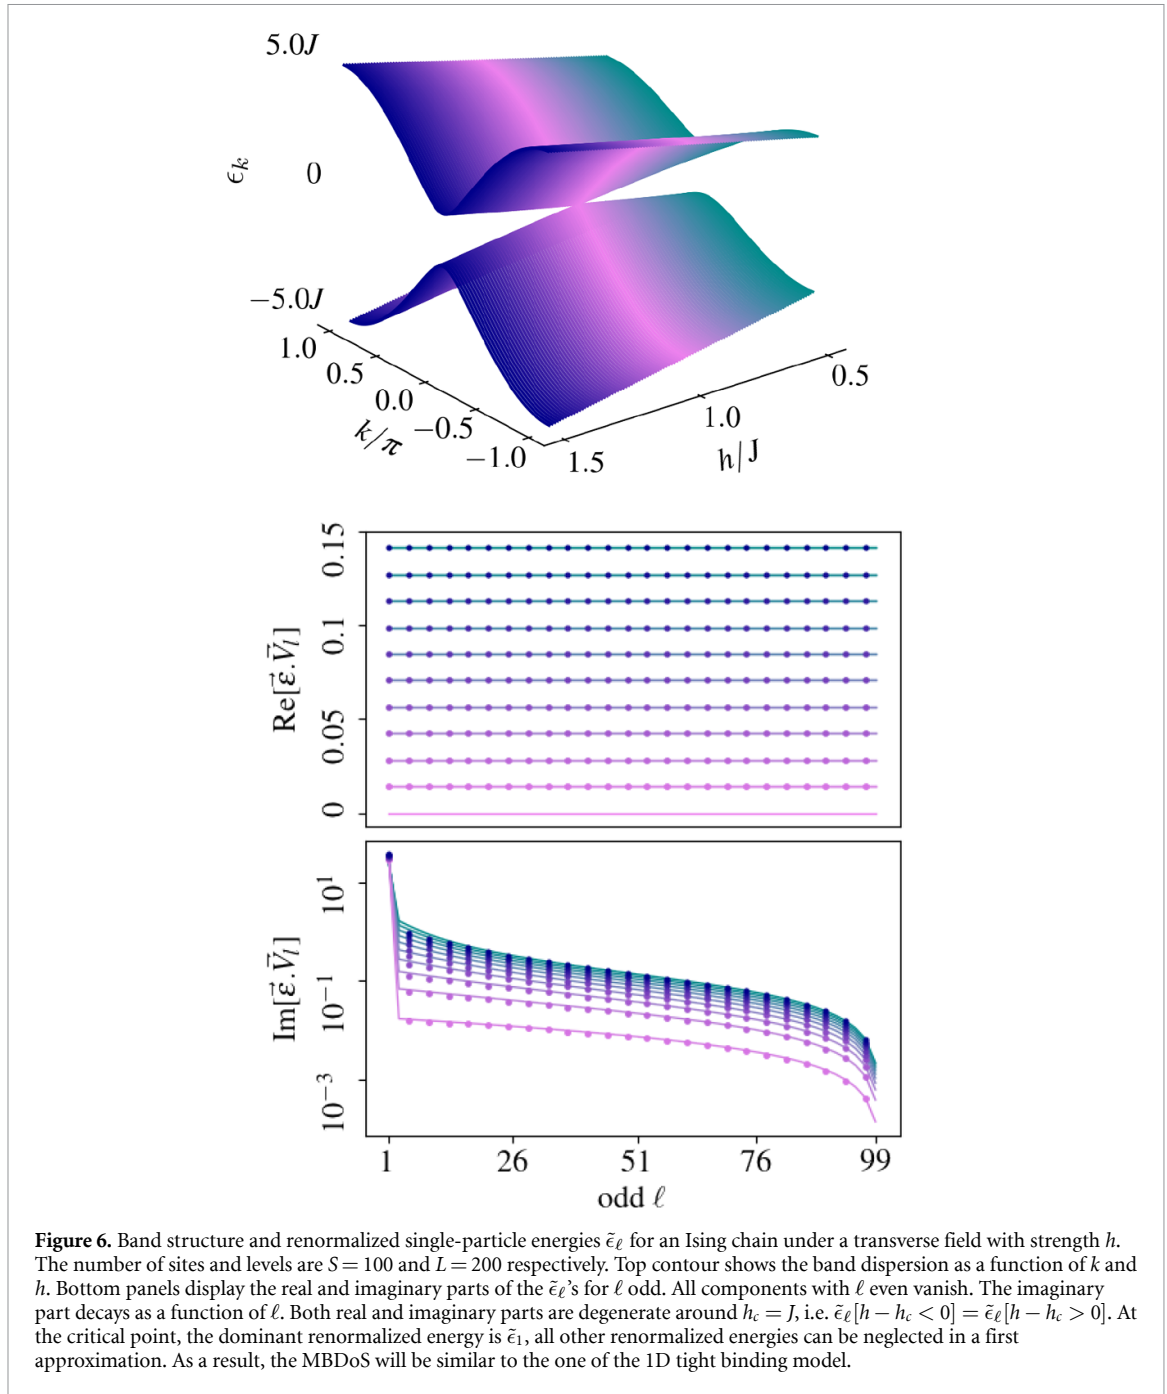 5.0J
ϵk
0
−5.0J
1.0
0.5
0.0
−0.5
−1.0
k/π
0.5
1.0
1.5
h/J
0.15
0.1
0.05
0
Re[ε⃗.V⃗l]
10¹
10⁻¹
10⁻³
Im[ε⃗.V⃗l]
1 26 51 76 99
odd ℓ
Figure 6. Band structure and renormalized single-particle energies ϵ̃ℓ for an Ising chain under a transverse field with strength h.
The number of sites and levels are S = 100 and L = 200 respectively. Top contour shows the band dispersion as a function of k and
h. Bottom panels display the real and imaginary parts of the ϵ̃ℓ's for ℓ odd. All components with ℓ even vanish. The imaginary
part decays as a function of ℓ. Both real and imaginary parts are degenerate around hc = J, i.e. ϵ̃ℓ[h − hc < 0] = ϵ̃ℓ[h − hc > 0]. At
the critical point, the dominant renormalized energy is ϵ̃1, all other renormalized energies can be neglected in a first
approximation. As a result, the MBDoS will be similar to the one of the 1D tight binding model.